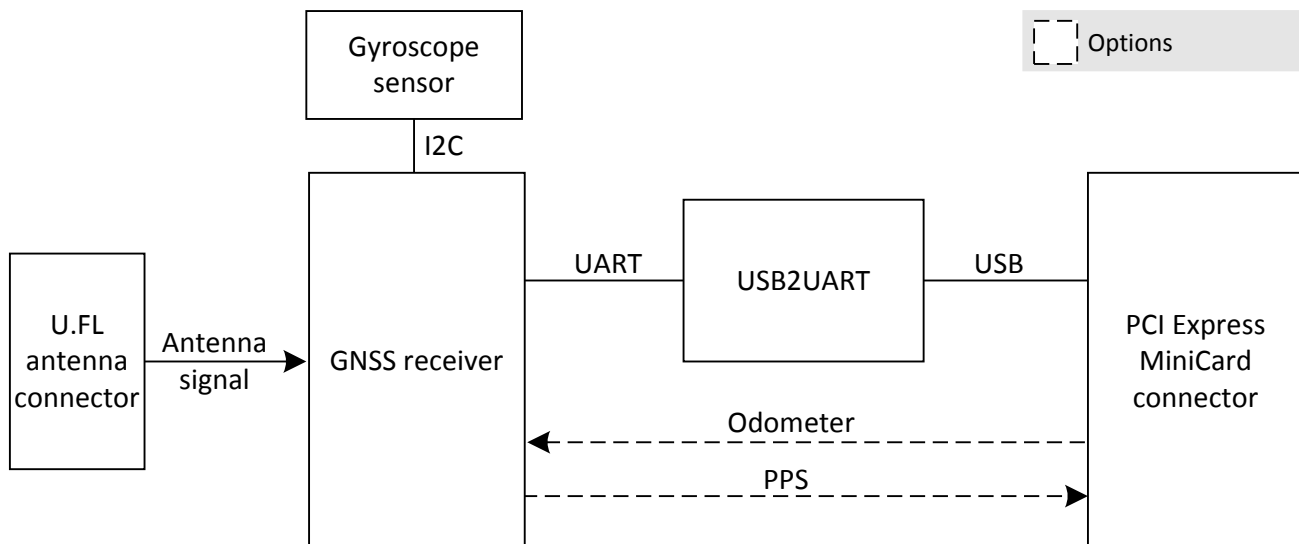 Gyroscope
sensor
Options
I2C
UART
USB2UART
USB
U.FL
antenna
connector
Antenna
signal
GNSS receiver
PCI Express
MiniCard
connector
Odometer
PPS